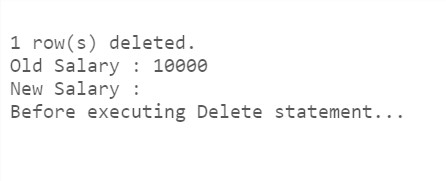 1 row(s) deleted.
Old Salary : 10000
New Salary :
Before executing Delete statement...